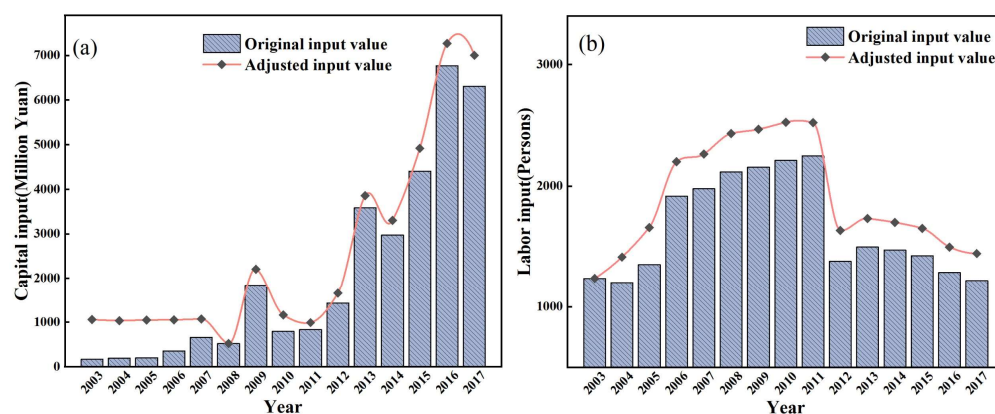 (a)
Original input value
Adjusted input value
Capital input(Million Yuan)
7000
6000
5000
4000
3000
2000
1000
0
2003 2004 2005 2006 2007 2008 2009 2010 2011 2012 2013 2014 2015 2016 2017
Year
(b)
Original input value
Adjusted input value
Labor input(Persons)
3000
2000
1000
2003 2004 2005 2006 2007 2008 2009 2010 2011 2012 2013 2014 2015 2016 2017
Year